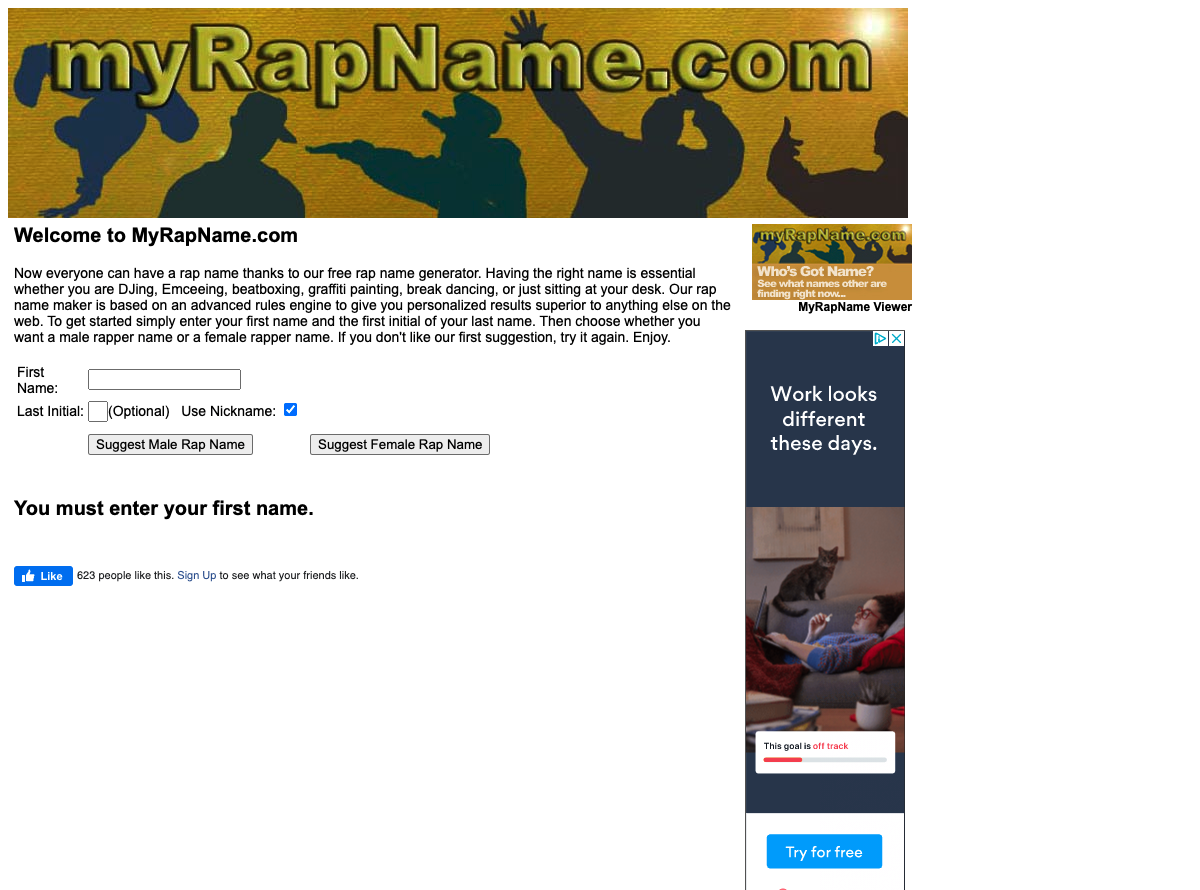 myRapName.com
Welcome to MyRapName.com
Now everyone can have a rap name thanks to our free rap name generator. Having the right name is essential
whether you are DJing, Emceeing, beatboxing, graffiti painting, break dancing, or just sitting at your desk. Our rap
name maker is based on an advanced rules engine to give you personalized results superior to anything else on the
web. To get started simply enter your first name and the first initial of your last name. Then choose whether you
want a male rapper name or a female rapper name. If you don't like our first suggestion, try it again. Enjoy.
First
Name:
Last Initial: (Optional) Use Nickname:
Suggest Male Rap Name Suggest Female Rap Name
You must enter your first name.
Like 623 people like this. Sign Up to see what your friends like.
myRapName.com
Who's Got Name?
See what names other are
finding right now...
MyRapName Viewer
Work looks
different
these days.
This goal is off track
Try for free